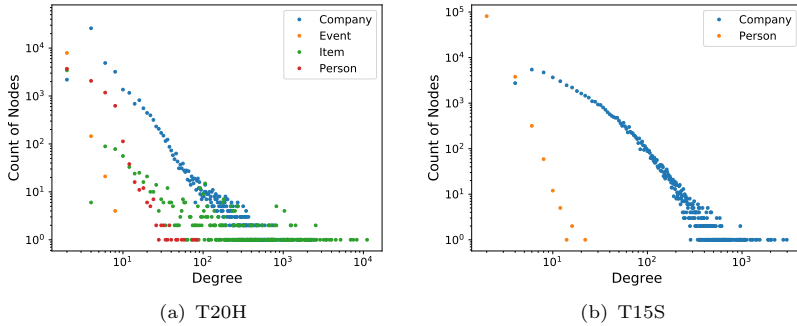 Company
Event
Item
Person
10^4
10^3
10^2
10^1
10^0
Count of Nodes
10^1 10^2 10^3 10^4
Degree
(a) T20H
Company
Person
10^5
10^4
10^3
10^2
10^1
10^0
Count of Nodes
10^1 10^2 10^3
Degree
(b) T15S